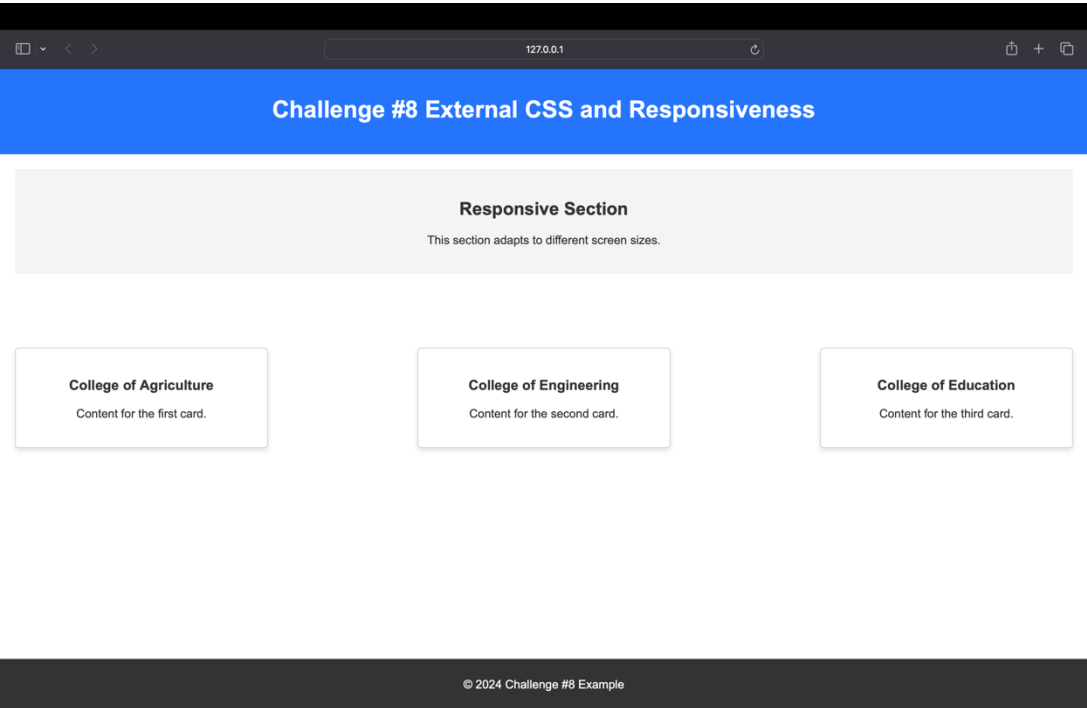 127.0.0.1
Challenge #8 External CSS and Responsiveness
Responsive Section
This section adapts to different screen sizes.
College of Agriculture
Content for the first card.
College of Engineering
Content for the second card.
College of Education
Content for the third card.
© 2024 Challenge #8 Example